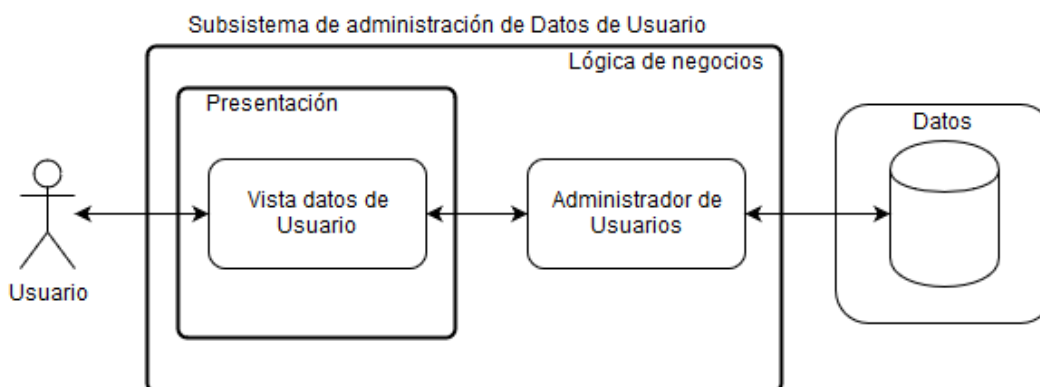 Subsistema de administración de Datos de Usuario
Lógica de negocios
Presentación
Datos
Vista datos de
Usuario
Administrador de
Usuarios
Usuario